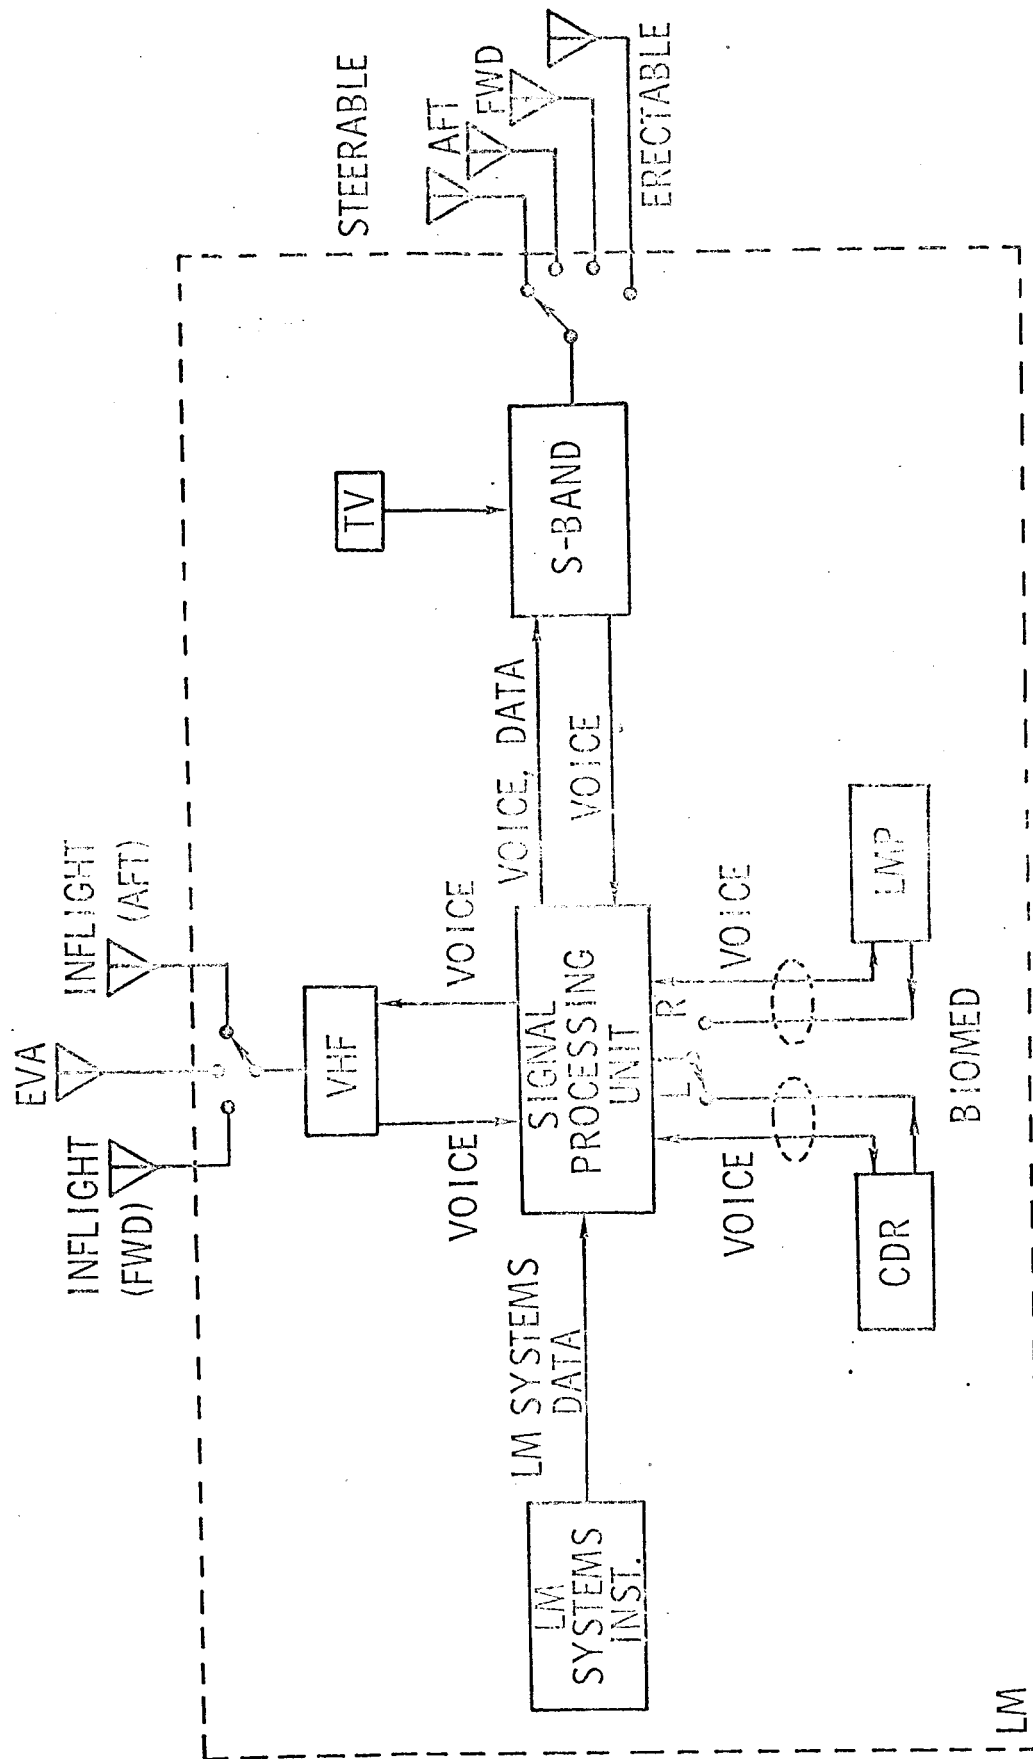 INFLIGHT
(FWD)
EVA
INFLIGHT
(AFT)
STEERABLE
AFT
FWD
ERECTABLE
VHF
TV
VOICE
VOICE
LM SYSTEMS
DATA
LM
SYSTEMS
INST.
SIGNAL
PROCESSING
UNIT
L
R
VOICE, DATA
VOICE
S-BAND
VOICE
VOICE
CDR
LMP
BIOMED
LM